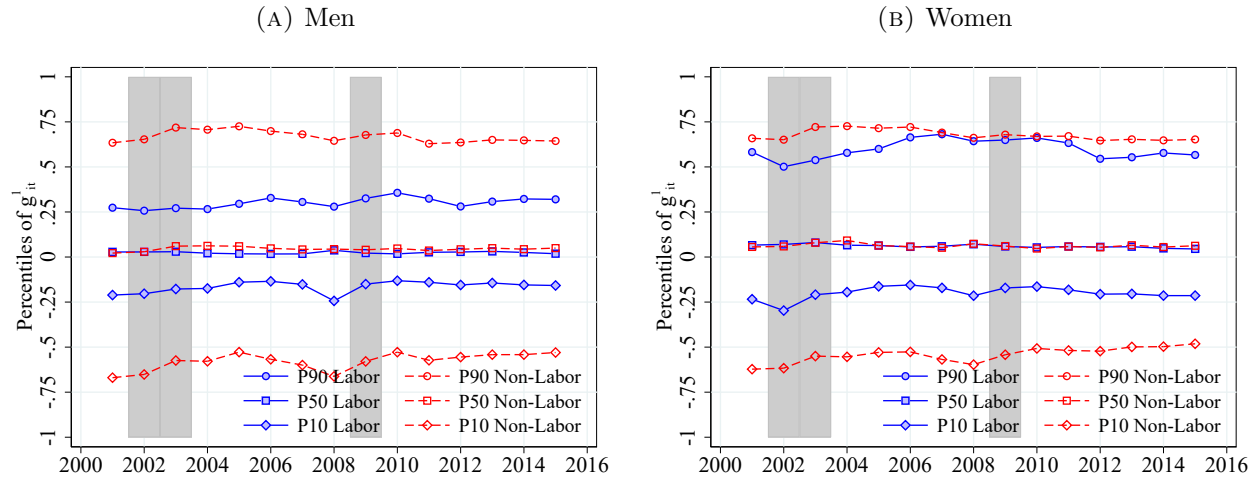 (A) Men
Percentiles of g¹ᵢₜ
1
.75
.5
.25
0
-.25
-.5
-.75
-1
P90 Labor P90 Non-Labor
P50 Labor P50 Non-Labor
P10 Labor P10 Non-Labor
2000 2002 2004 2006 2008 2010 2012 2014 2016
(B) Women
Percentiles of g¹ᵢₜ
1
.75
.5
.25
0
-.25
-.5
-.75
-1
P90 Labor P90 Non-Labor
P50 Labor P50 Non-Labor
P10 Labor P10 Non-Labor
2000 2002 2004 2006 2008 2010 2012 2014 2016